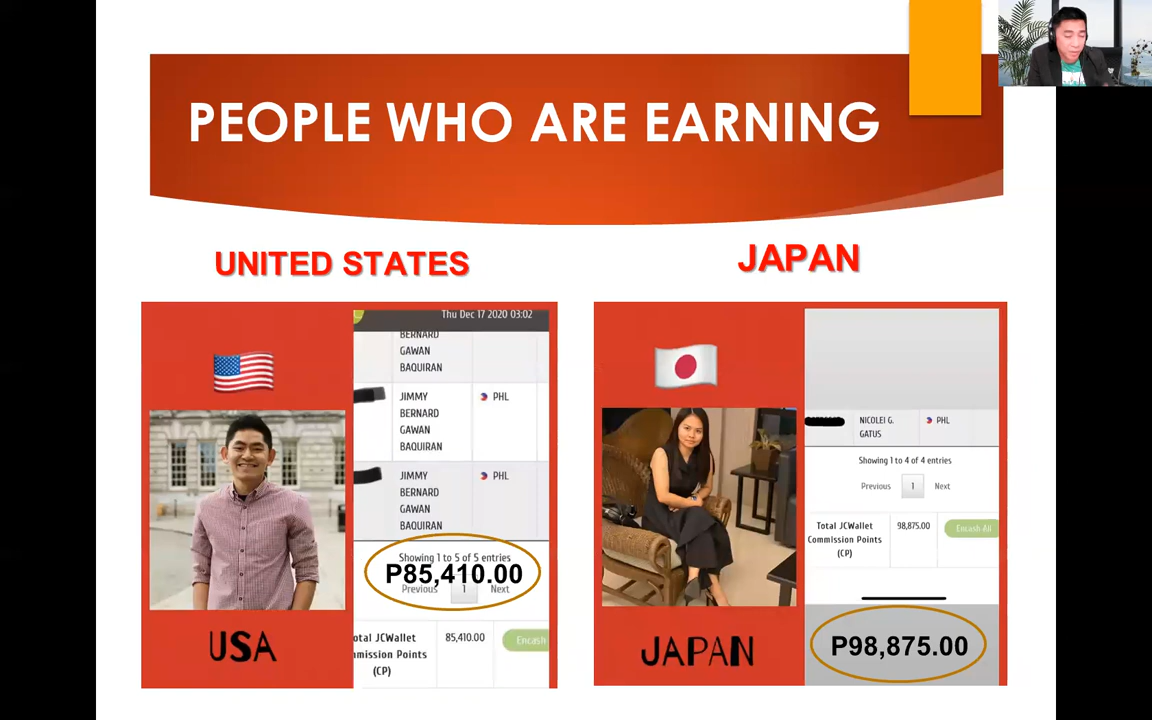 PEOPLE WHO ARE EARNING
UNITED STATES
JAPAN
Thu Dec 17 2020 03:02
BERNARD
GAWAN
BAQUIRAN
JIMMY
BERNARD
GAWAN
BAQUIRAN
PHL
JIMMY
BERNARD
GAWAN
BAQUIRAN
PHL
Showing 1 to 5 of 5 entries
P85,410.00
Previous 1 Next
otal JCWallet
mmission Points
(CP)
85,410.00
Encash
USA
NICOLEI G.
GATUS
PHL
Showing 1 to 4 of 4 entries
Previous 1 Next
Total JCWallet
Commission Points
(CP)
98,875.00
Encash All
P98,875.00
JAPAN